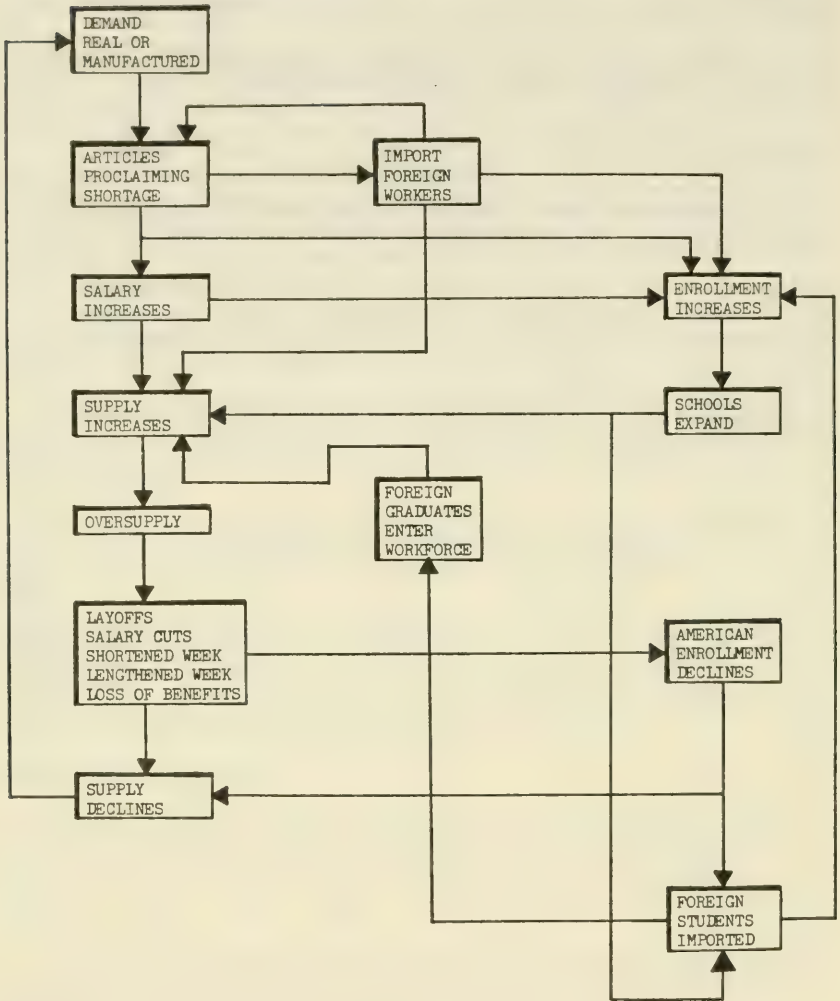 DEMAND
REAL OR
MANUFACTURED
ARTICLES
PROCLAIMING
SHORTAGE
IMPORT
FOREIGN
WORKERS
SALARY
INCREASES
ENROLLMENT
INCREASES
SUPPLY
INCREASES
SCHOOLS
EXPAND
OVERSUPPLY
FOREIGN
GRADUATES
ENTER
WORKFORCE
LAYOFFS
SALARY CUTS
SHORTENED WEEK
LENGTHENED WEEK
LOSS OF BENEFITS
AMERICAN
ENROLLMENT
DECLINES
SUPPLY
DECLINES
FOREIGN
STUDENTS
IMPORTED